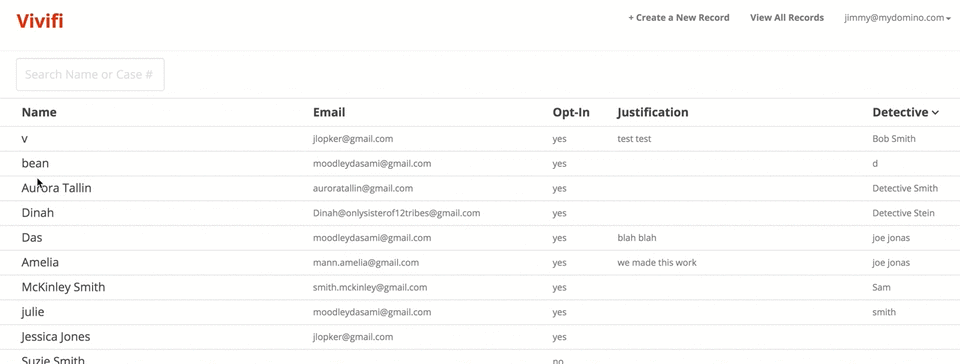 Vivifi + Create a New Record View All Records jimmy@mydomino.com
Search Name or Case #
Name Email Opt-In Justification Detective
v jlopker@gmail.com yes test test Bob Smith
bean moodleydasami@gmail.com yes d
Aurora Tallin auroratallin@gmail.com yes Detective Smith
Dinah Dinah@onlysisterof12tribes@gmail.com yes Detective Stein
Das moodleydasami@gmail.com yes blah blah joe jonas
Amelia mann.amelia@gmail.com yes we made this work joe jonas
McKinley Smith smith.mckinley@gmail.com yes Sam
julie moodleydasami@gmail.com yes smith
Jessica Jones jlopker@gmail.com yes
Suzie Smith no